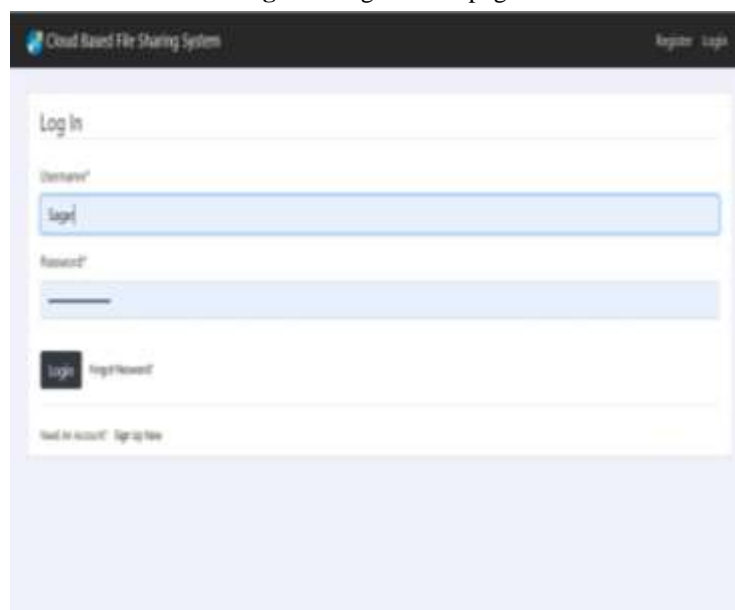 Cloud Based File Sharing System
Register Login
Log In
Username*
Password*
Login Forgot Password?
Need An Account? Sign Up Now